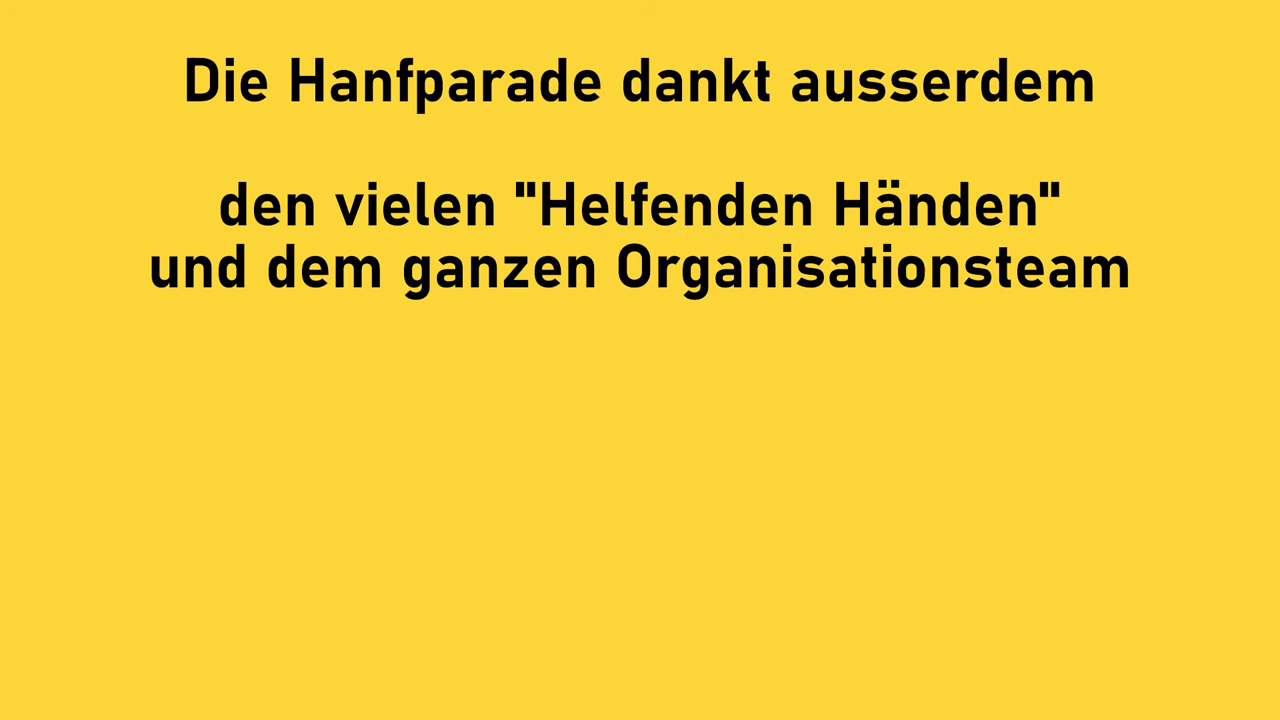 Die Hanfparade dankt ausserdem
den vielen "Helfenden Händen"
und dem ganzen Organisationsteam